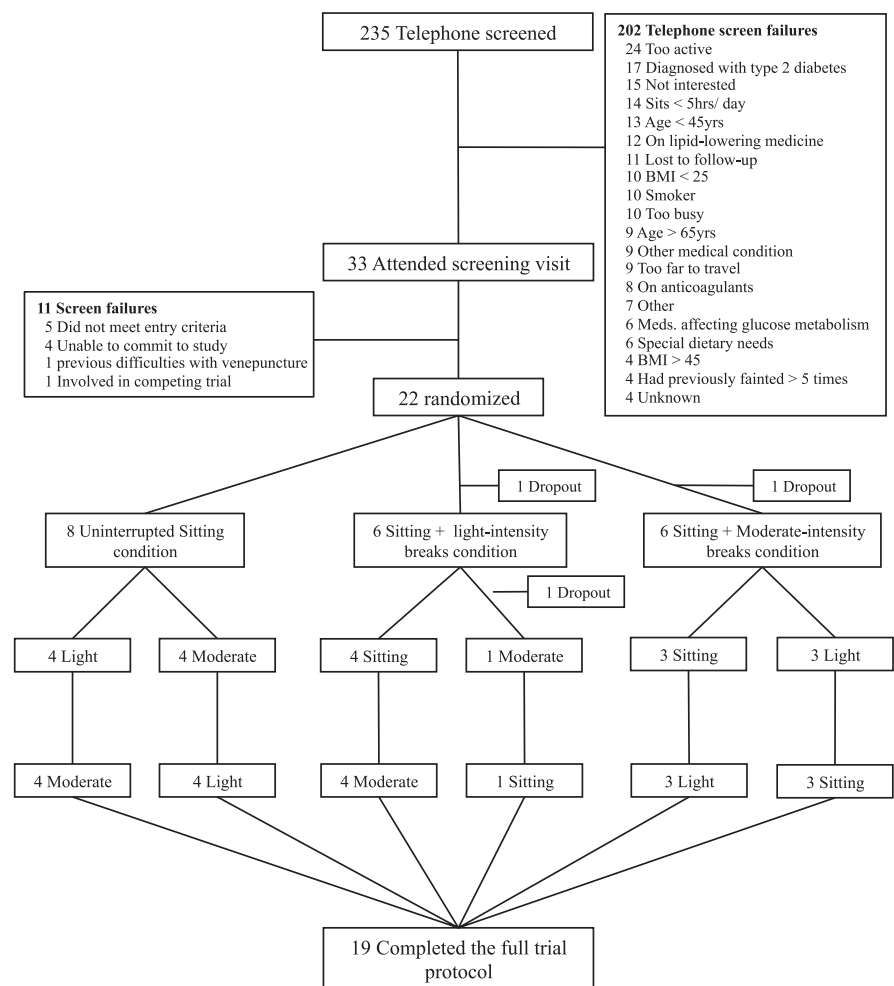 235 Telephone screened
202 Telephone screen failures
24 Too active
17 Diagnosed with type 2 diabetes
15 Not interested
14 Sits < 5hrs/ day
13 Age < 45yrs
12 On lipid-lowering medicine
11 Lost to follow-up
10 BMI < 25
10 Smoker
10 Too busy
9 Age > 65yrs
9 Other medical condition
9 Too far to travel
8 On anticoagulants
7 Other
6 Meds. affecting glucose metabolism
6 Special dietary needs
4 BMI > 45
4 Had previously fainted > 5 times
4 Unknown
33 Attended screening visit
11 Screen failures
5 Did not meet entry criteria
4 Unable to commit to study
1 previous difficulties with venepuncture
1 Involved in competing trial
22 randomized
1 Dropout
1 Dropout
8 Uninterrupted Sitting
condition
6 Sitting + light-intensity
breaks condition
6 Sitting + Moderate-intensity
breaks condition
1 Dropout
4 Light
4 Moderate
4 Sitting
1 Moderate
3 Sitting
3 Light
4 Moderate
4 Light
4 Moderate
1 Sitting
3 Light
3 Sitting
19 Completed the full trial
protocol